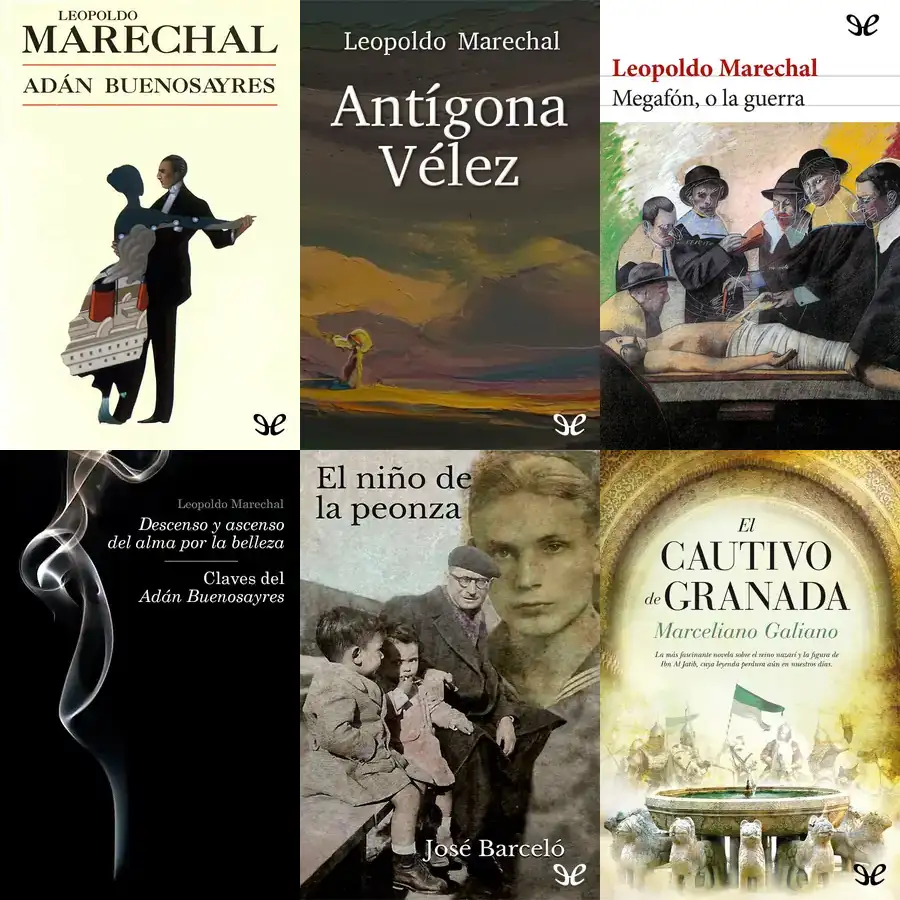 LEOPOLDO
MARECHAL
ADÁN BUENOSAYRES
Leopoldo Marechal
Antígona
Vélez
Leopoldo Marechal
Megafón, o la guerra
Leopoldo Marechal
Descenso y ascenso
del alma por la belleza
Claves del
Adán Buenosayres
El niño de
la peonza
José Barceló
El
CAUTIVO
de GRANADA
Marceliano Galiano
La más fascinante novela sobre el reino nazarí y la figura de
Ibn Al Jatib, cuya leyenda perdura aún en nuestros días.